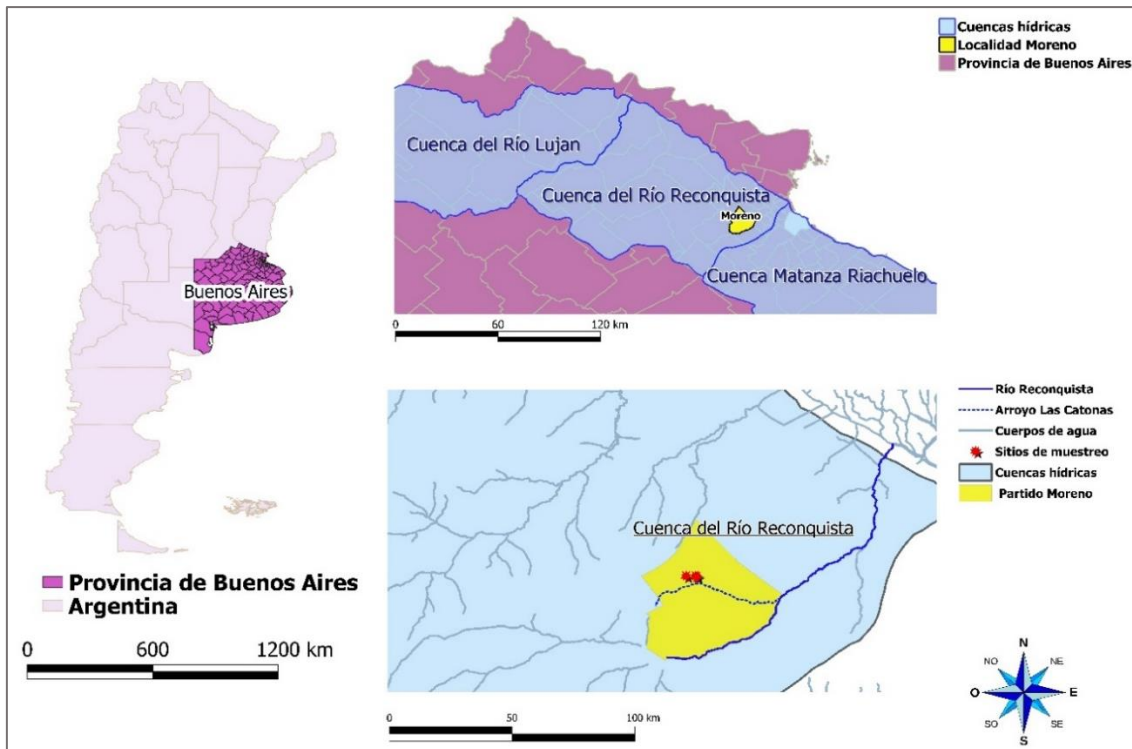 Buenos Aires
Provincia de Buenos Aires
Argentina
0 600 1200 km
Cuencas hídricas
Localidad Moreno
Provincia de Buenos Aires
Cuenca del Río Lujan
Cuenca del Río Reconquista
Moreno
Cuenca Matanza Riachuelo
0 60 120 km
Río Reconquista
Arroyo Las Catonas
Cuerpos de agua
Sitios de muestreo
Cuencas hídricas
Partido Moreno
Cuenca del Río Reconquista
0 50 100 km
N
NO NE
O E
SO SE
S